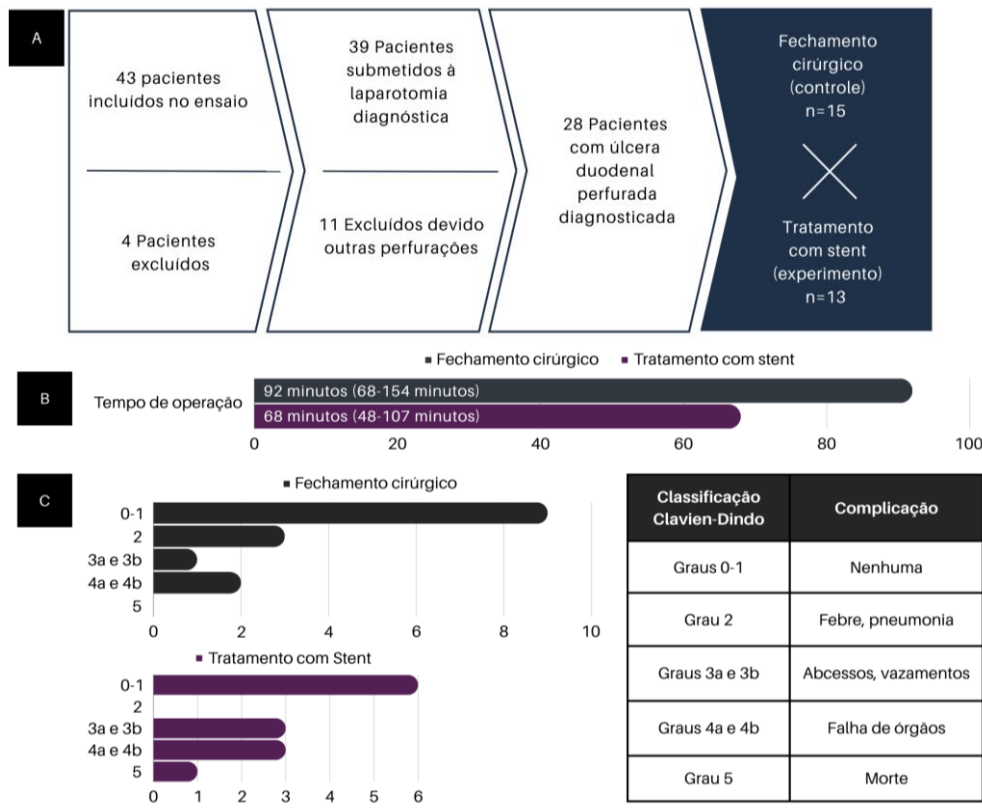 A
43 pacientes
incluídos no ensaio
4 Pacientes
excluídos
39 Pacientes
submetidos à
laparotomia
diagnóstica
11 Excluídos devido
outras perfurações
28 Pacientes
com úlcera
duodenal
perfurada
diagnosticada
Fechamento
cirúrgico
(controle)
n=15
Tratamento
com stent
(experimento)
n=13
B
Fechamento cirúrgico Tratamento com stent
Tempo de operação
92 minutos (68-154 minutos)
68 minutos (48-107 minutos)
0 20 40 60 80 100
C
Fechamento cirúrgico
0-1
2
3a e 3b
4a e 4b
5
0 2 4 6 8 10
Tratamento com Stent
0-1
2
3a e 3b
4a e 4b
5
0 1 2 3 4 5 6
Classificação
Clavien-Dindo
Complicação
Graus 0-1 Nenhuma
Grau 2 Febre, pneumonia
Graus 3a e 3b Abcessos, vazamentos
Graus 4a e 4b Falha de órgãos
Grau 5 Morte